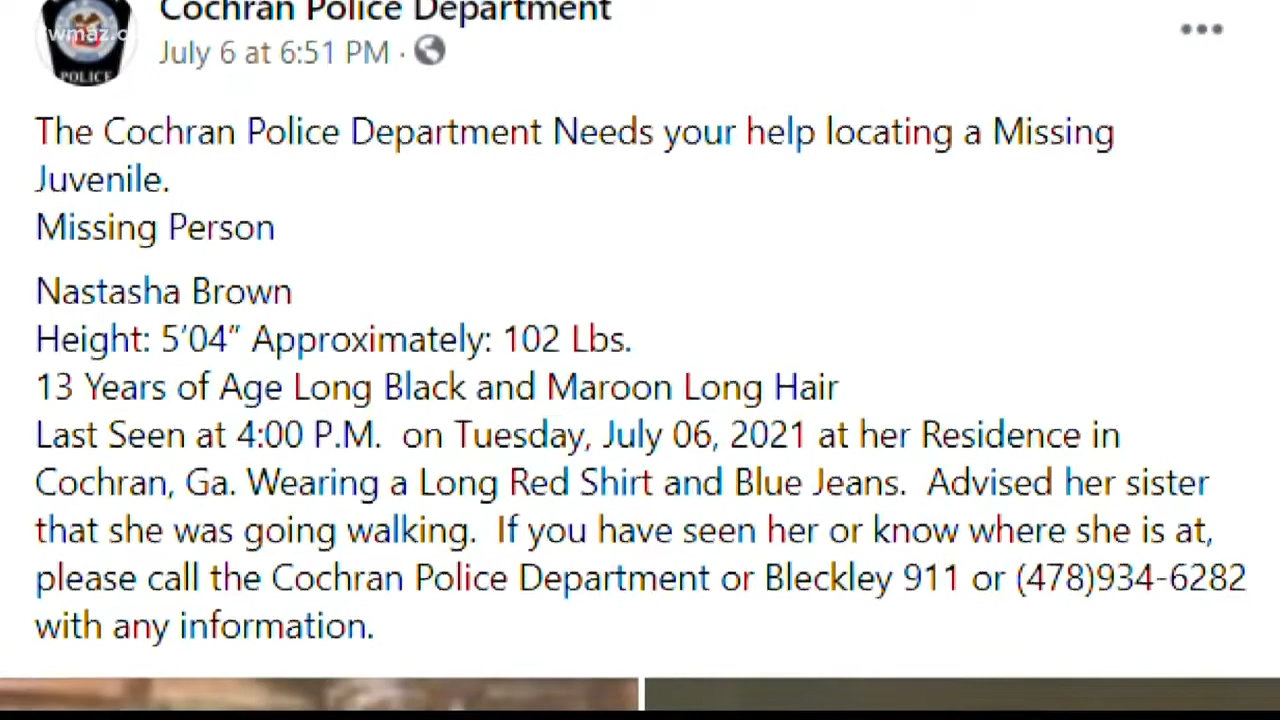 Cochran Police Department
July 6 at 6:51 PM ·
POLICE
The Cochran Police Department Needs your help locating a Missing
Juvenile.
Missing Person
Nastasha Brown
Height: 5'04” Approximately: 102 Lbs.
13 Years of Age Long Black and Maroon Long Hair
Last Seen at 4:00 P.M.  on Tuesday, July 06, 2021 at her Residence in
Cochran, Ga. Wearing a Long Red Shirt and Blue Jeans.  Advised her sister
that she was going walking.  If you have seen her or know where she is at,
please call the Cochran Police Department or Bleckley 911 or (478)934-6282
with any information.